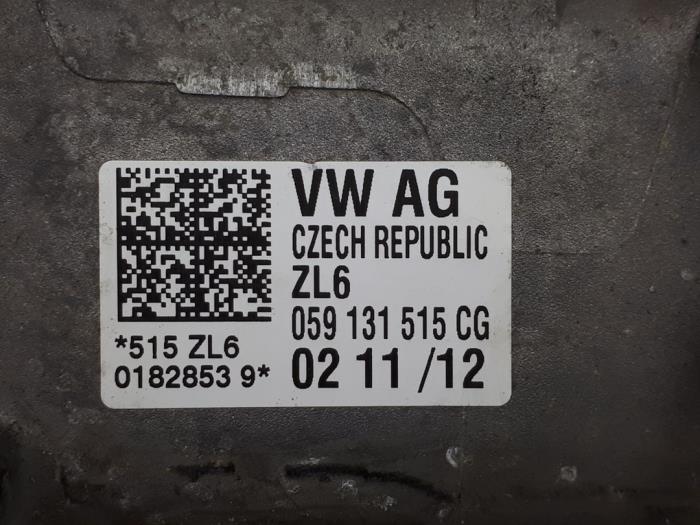 VW AG
CZECH REPUBLIC
ZL6
059 131 515 CG
02 11 /12
*515 ZL6
0182853 9*